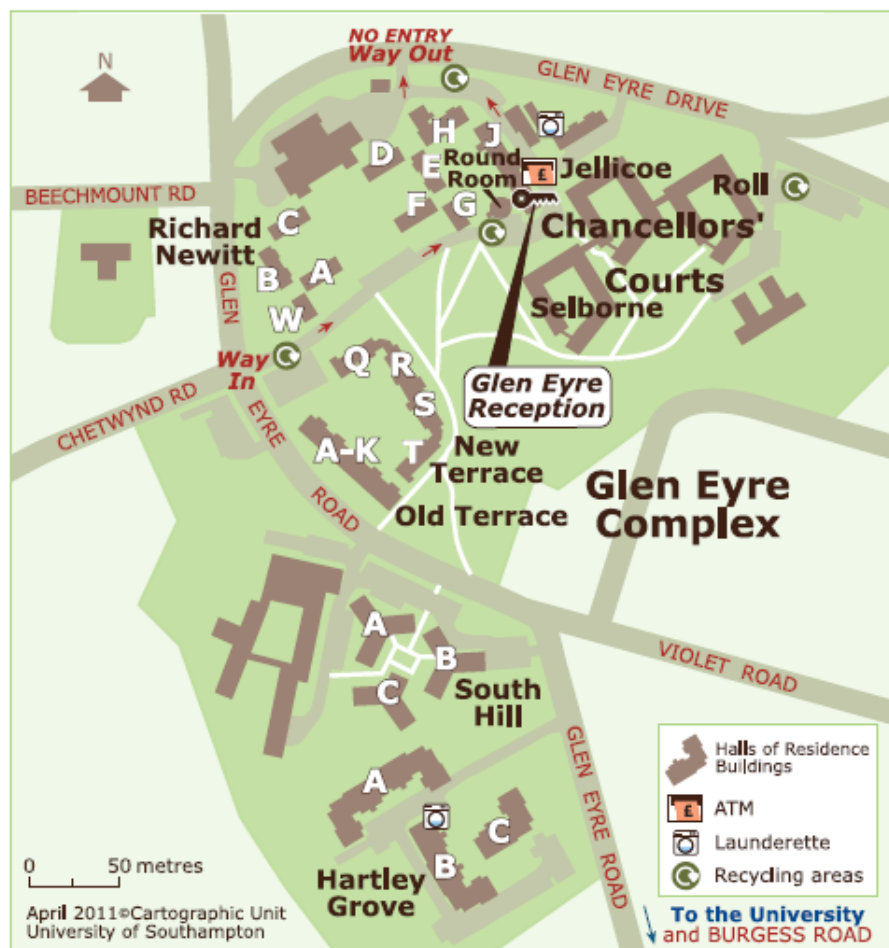 NO ENTRY
Way Out
N
GLEN EYRE DRIVE
H
J
D
E
Round
Room
£
Jellicoe
BEECHMOUNT RD
Roll
F
G
C
Richard
Newitt
Chancellors'
Courts
B
A
Selborne
GLEN
W
Way
In
Q
R
Glen Eyre
Reception
CHETWYND RD
S
EYRE
A-K
T
New
Terrace
Glen Eyre
Complex
ROAD
Old Terrace
A
B
VIOLET ROAD
C
South
Hill
GLEN EYRE ROAD
A
C
B
Hartley
Grove
Halls of Residence
Buildings
£
ATM
Launderette
Recycling areas
0 50 metres
April 2011©Cartographic Unit
University of Southampton
To the University
and BURGESS ROAD